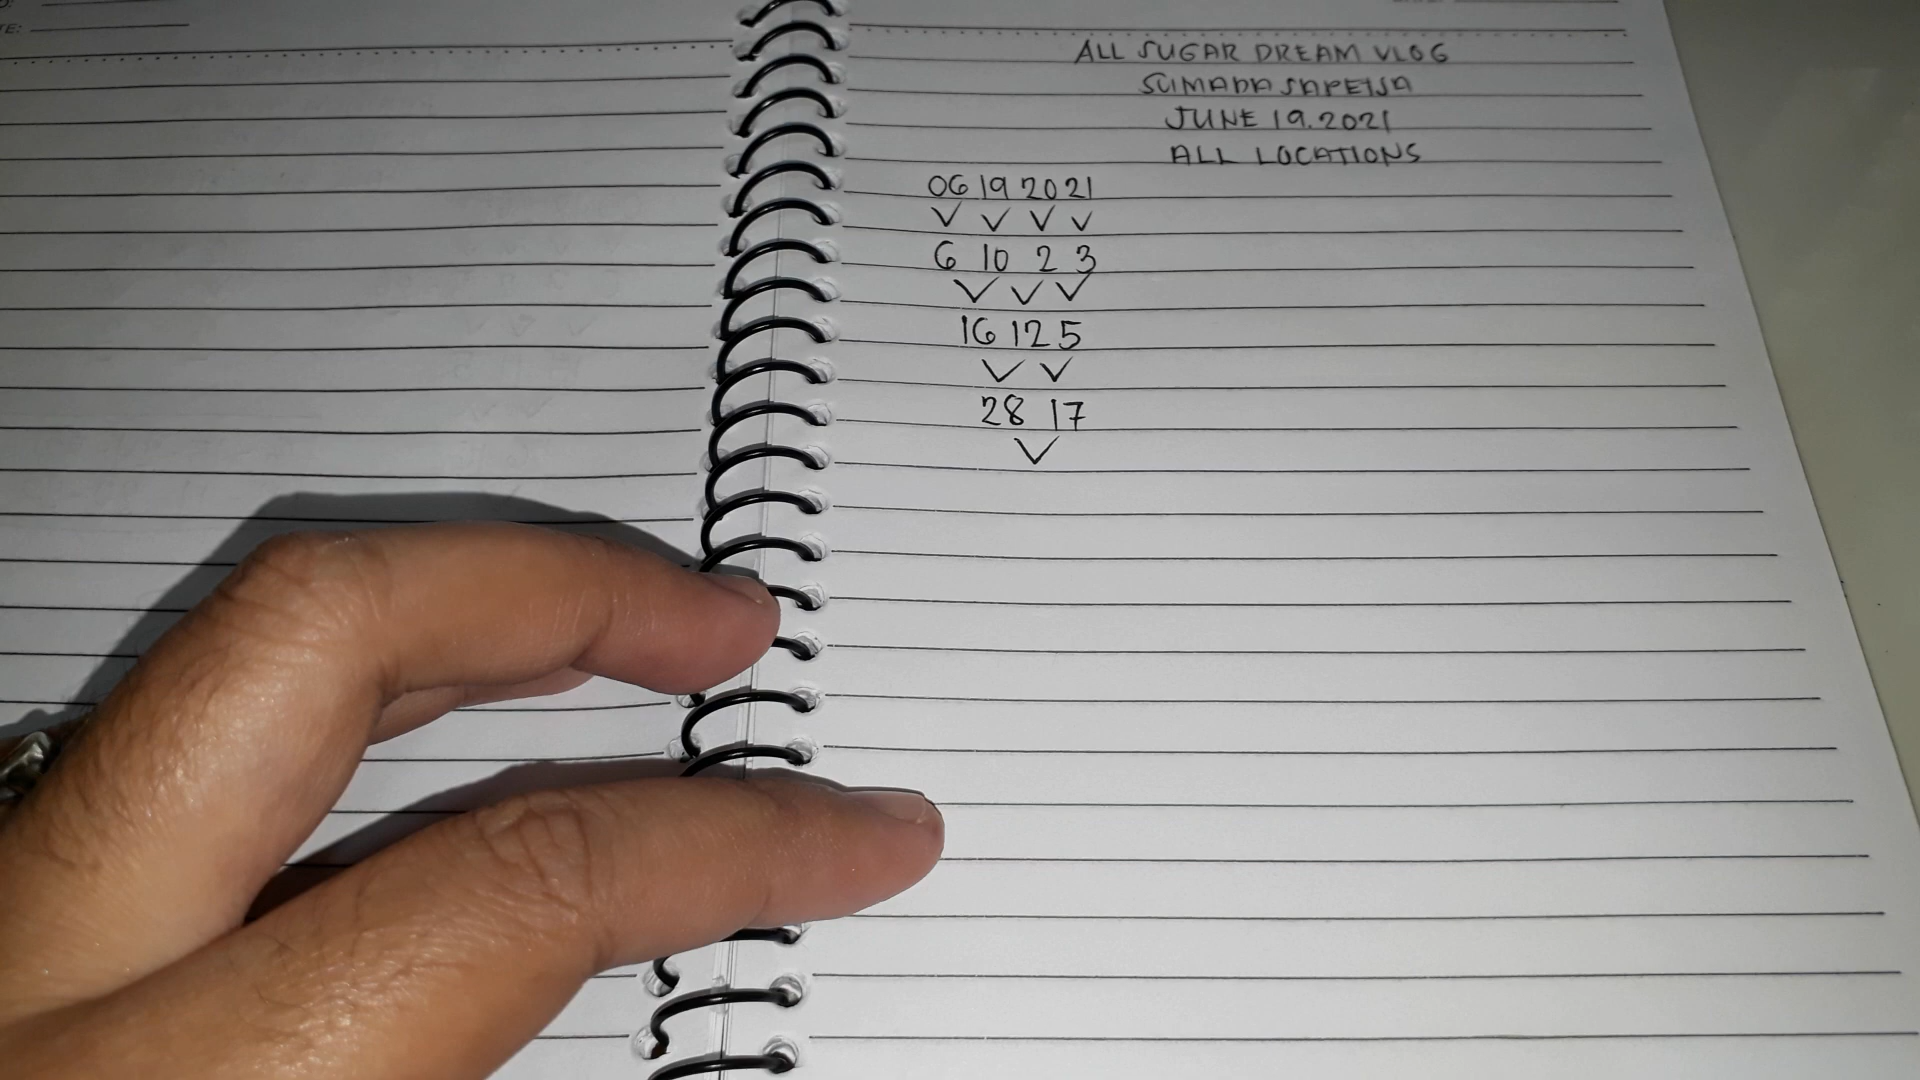 TE:
ALL SUGAR DREAM VLOG
SUMADA SAPETSA
JUNE 19.2021
ALL LOCATIONS
06 19 20 21
6 10 2 3
16 12 5
28 17